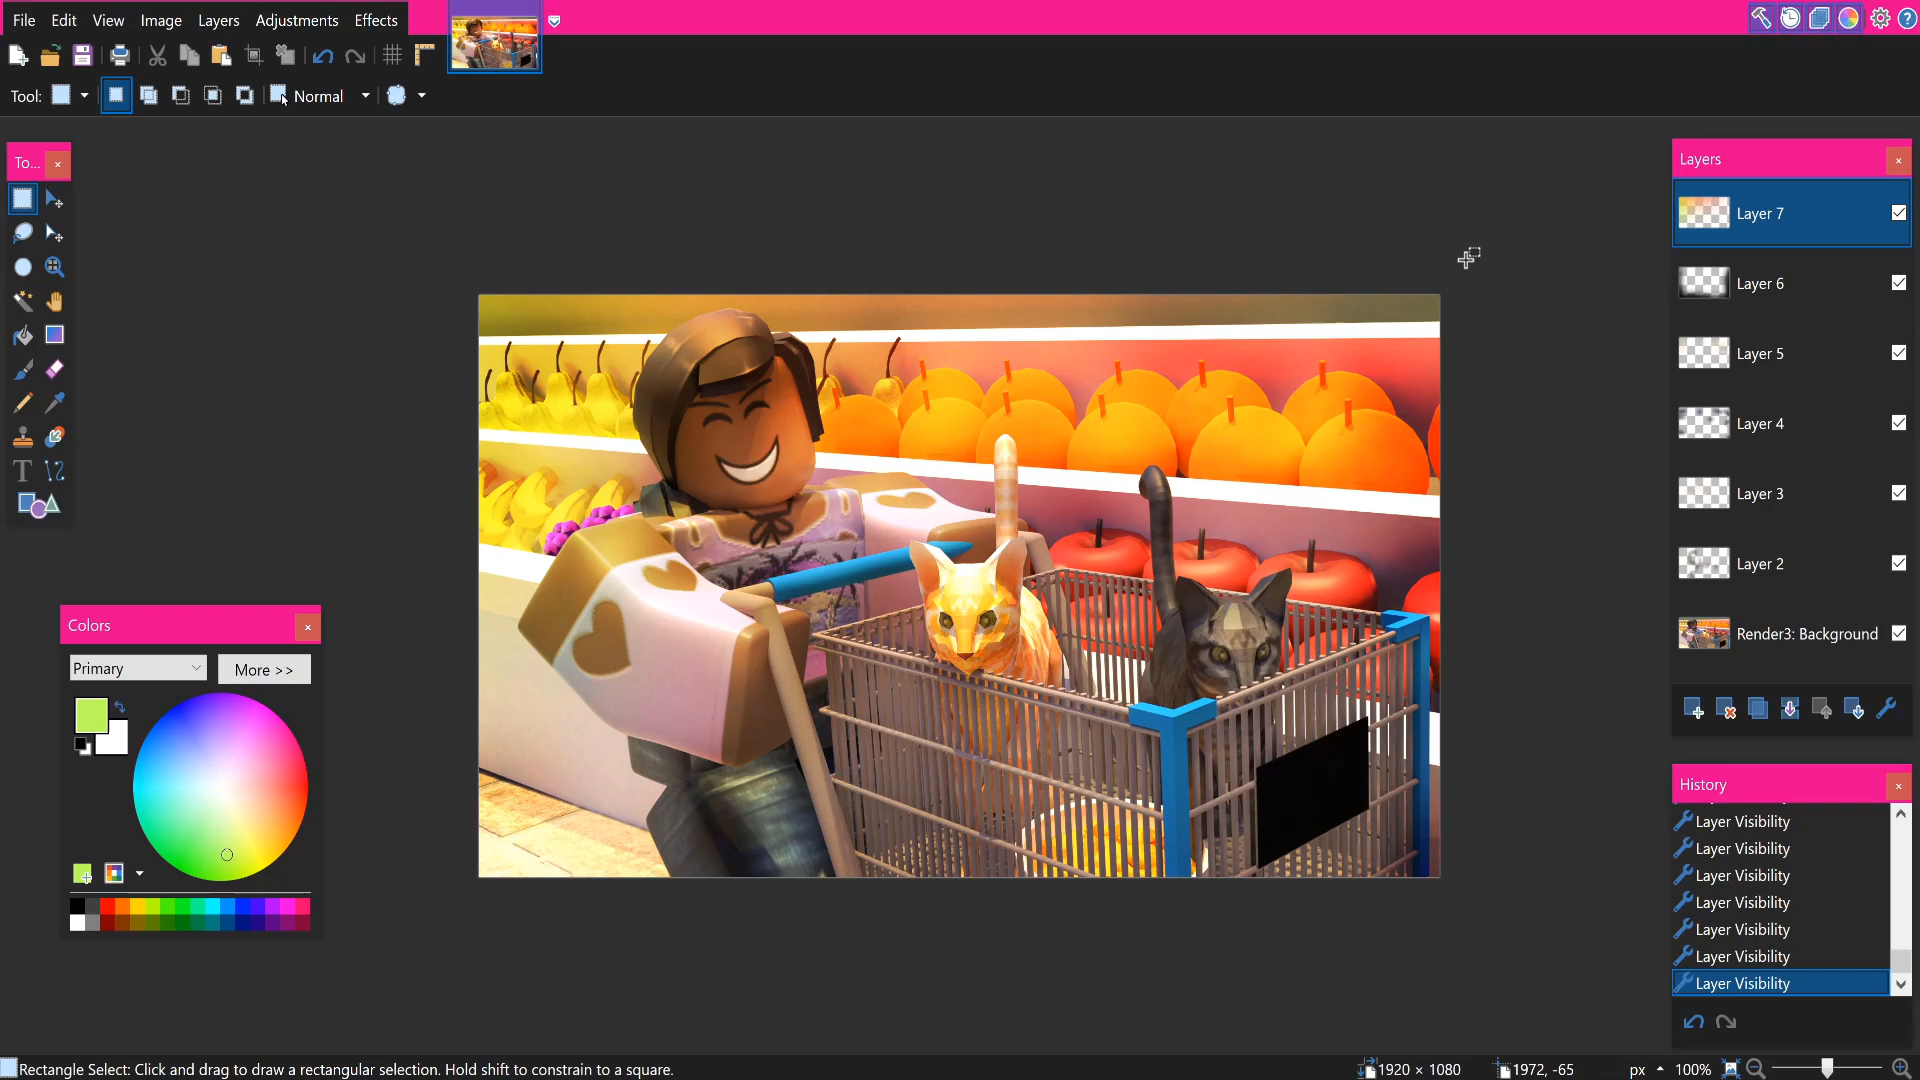 File Edit View Image Layers Adjustments Effects
Tool: Normal
To...
Layers
Layer 7
Layer 6
Layer 5
Layer 4
Layer 3
Layer 2
Render3: Background
Colors
Primary More >>
History
Layer Visibility
Layer Visibility
Layer Visibility
Layer Visibility
Layer Visibility
Layer Visibility
Layer Visibility
Rectangle Select: Click and drag to draw a rectangular selection. Hold shift to constrain to a square. 1920 × 1080 1972, -65 px 100%